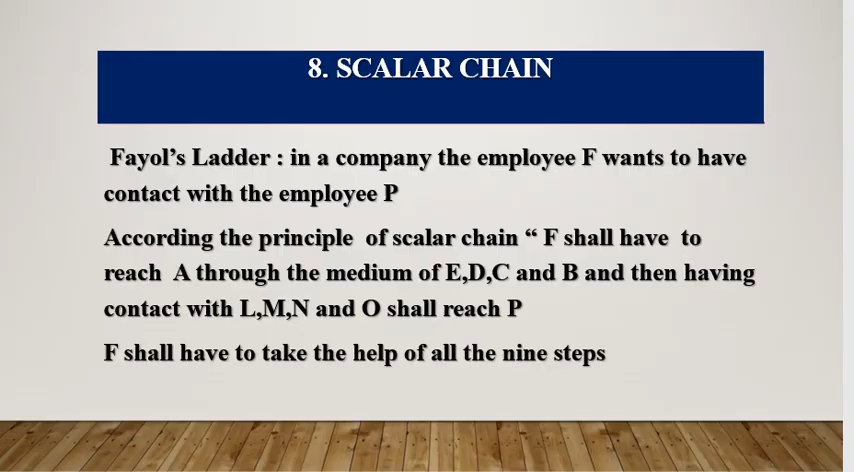 8. SCALAR CHAIN
Fayol’s Ladder : in a company the employee F wants to have
contact with the employee P
According the principle of scalar chain “ F shall have to
reach A through the medium of E,D,C and B and then having
contact with L,M,N and O shall reach P
F shall have to take the help of all the nine steps